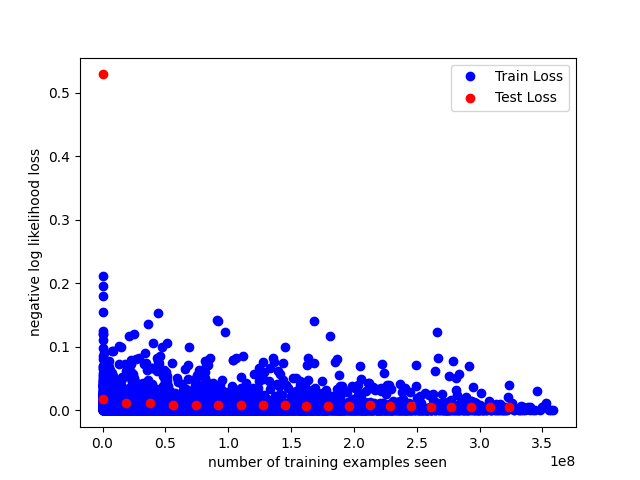 Train Loss
Test Loss
negative log likelihood loss
0.5
0.4
0.3
0.2
0.1
0.0
0.0 0.5 1.0 1.5 2.0 2.5 3.0 3.5
1e8
number of training examples seen